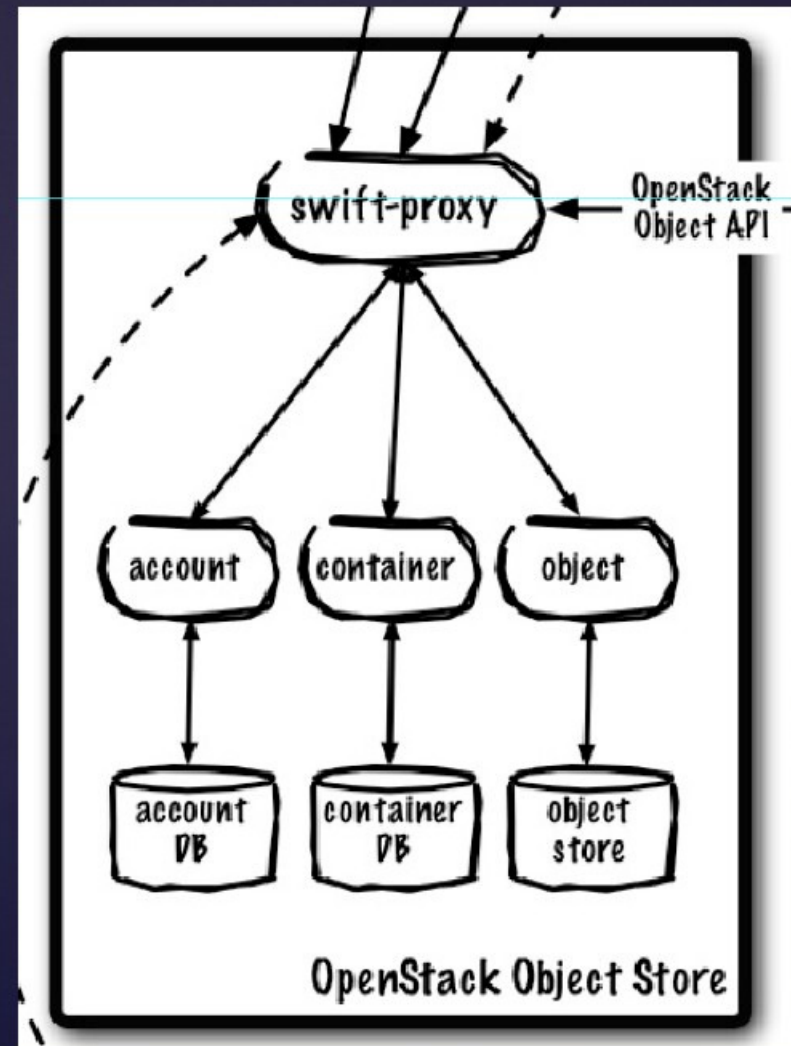 swift-proxy
OpenStack
Object API
account
container
object
account
DB
container
DB
object
store
OpenStack Object Store